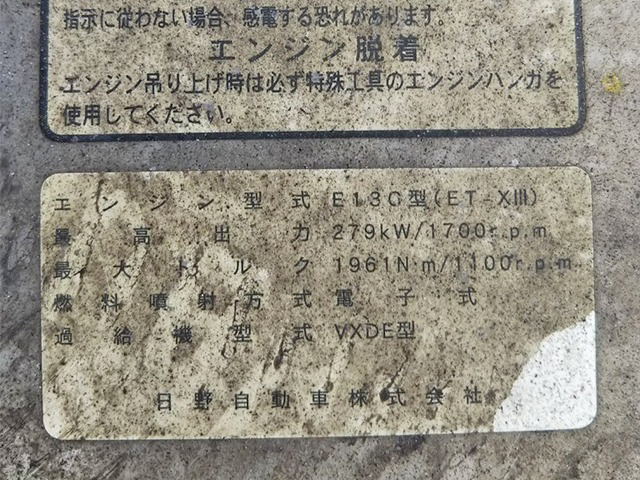 指示に従わない場合、感電する恐れがあります。
エンジン脱着
エンジン吊り上げ時は必ず特殊工具のエンジンハンガを
使用してください。
エンジン型式 E13C型(ET-XIII)
最高出力 279kW/1700r.p.m
最大トルク 1961N·m/1100r.p.m
燃料噴射方式 電子式
過給機型式 VXDE型
日野自動車株式会社